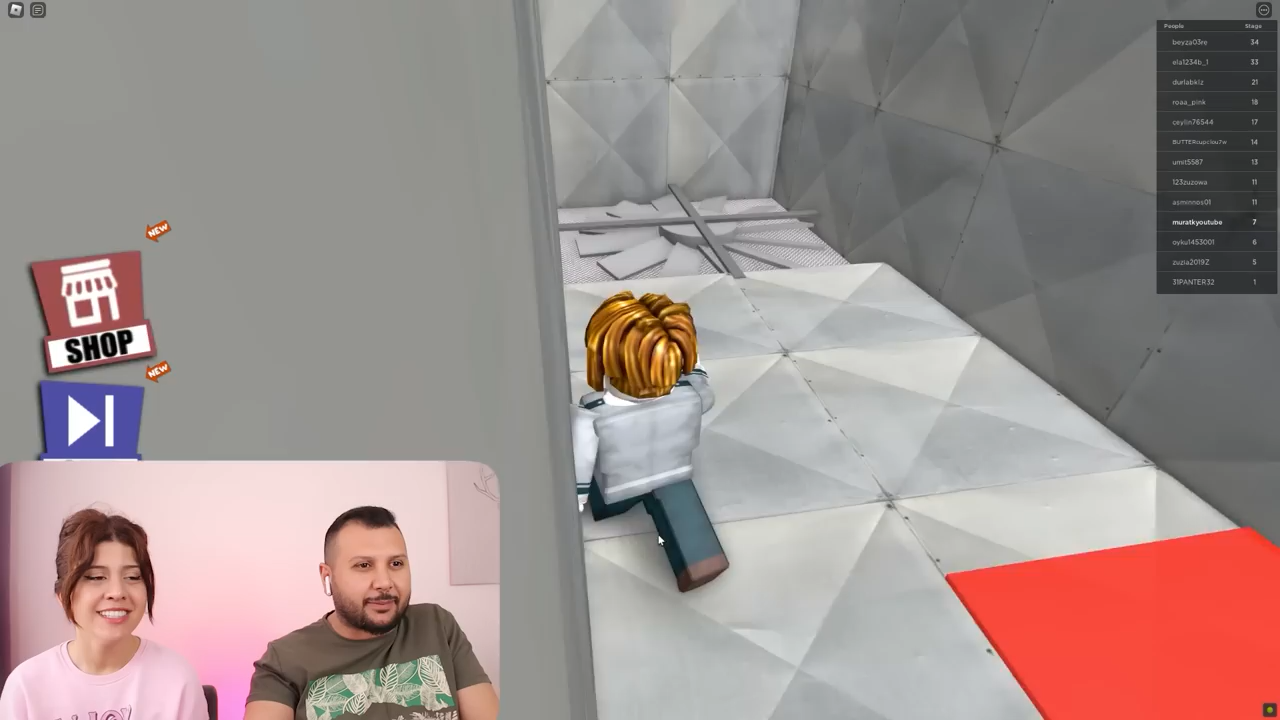 People Stage
beyza03re 34
ela1234b_1 33
durlabkiz 21
roaa_pink 18
ceylin76544 17
14
umit5587 13
123zuzowa 11
asminnos01 11
muratkyoutube 7
oyku1453001 6
zuzia2019Z 5
31PANTER32 1
NEW
SHOP
NEW